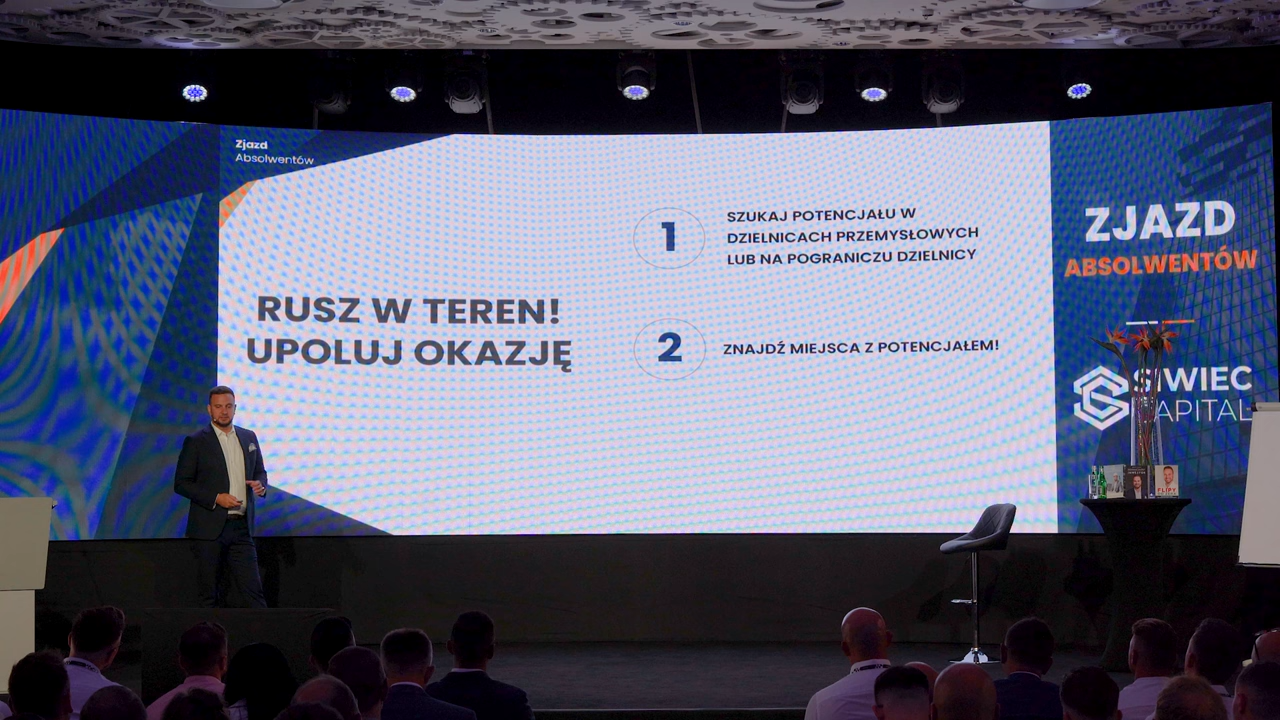 Zjazd
Absolwentów
RUSZ W TEREN!
UPOLUJ OKAZJĘ
1
SZUKAJ POTENCJAŁU W
DZIELNICACH PRZEMYSŁOWYCH
LUB NA POGRANICZU DZIELNICY
2
ZNAJDŹ MIEJSCA Z POTENCJAŁEM!
ZJAZD
ABSOLWENTÓW
SIWIEC
CAPITAL
FLIPY